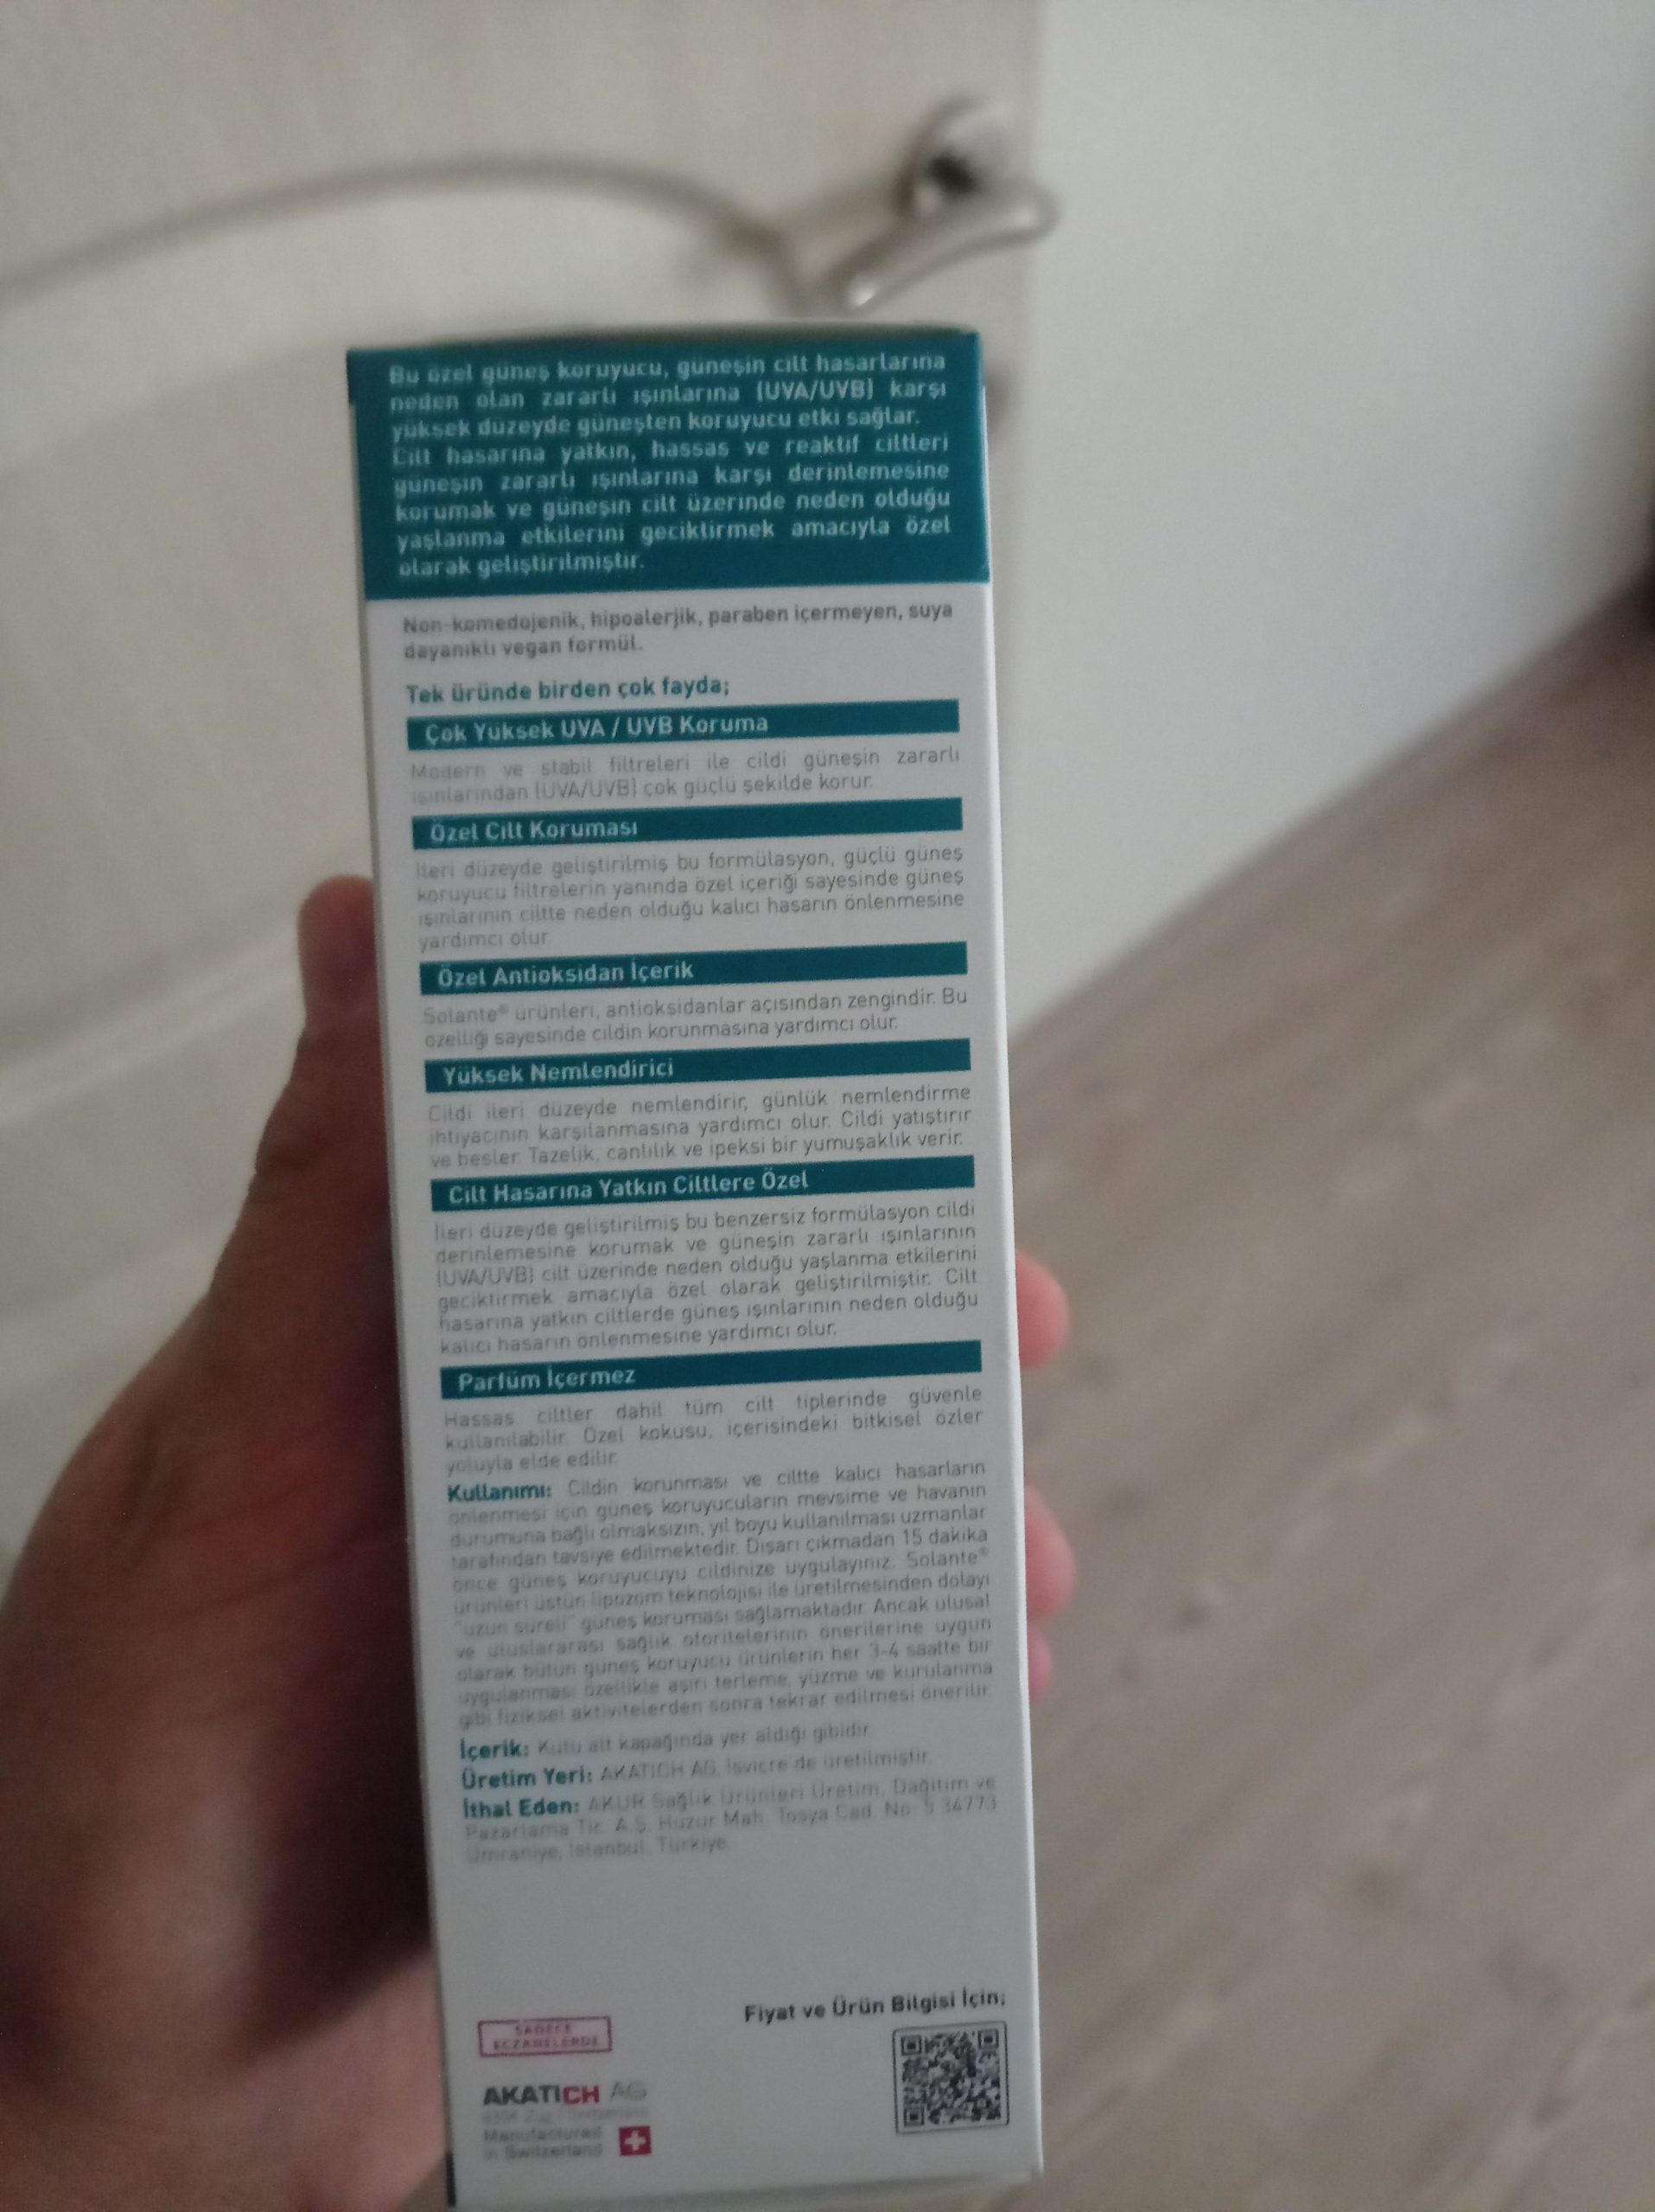 Bu özel güneş koruyucu, güneşin cilt hasarlarına
neden olan zararlı ışınlarına (UVA/UVB) karşı
yüksek düzeyde güneşten koruyucu etki sağlar.
Cilt hasarına yatkın, hassas ve reaktif ciltleri
güneşin zararlı ışınlarına karşı derinlemesine
korumak ve güneşin cilt üzerinde neden olduğu
yaşlanma etkilerini geciktirmek amacıyla özel
olarak geliştirilmiştir.
Non-komedojenik, hipoalerjik, paraben içermeyen, suya
dayanıklı vegan formül.
Tek üründe birden çok fayda;
Çok Yüksek UVA / UVB Koruma
Modern ve stabil filtreleri ile cildi güneşin zararlı
ışınlarından (UVA/UVB) çok güçlü şekilde korur.
Özel Cilt Koruması
İleri düzeyde geliştirilmiş bu formülasyon, güçlü güneş
koruyucu filtrelerin yanında özel içeriği sayesinde güneş
ışınlarının ciltte neden olduğu kalıcı hasarın önlenmesine
yardımcı olur.
Özel Antioksidan İçerik
Solante® ürünleri, antioksidanlar açısından zengindir. Bu
özelliği sayesinde cildin korunmasına yardımcı olur.
Yüksek Nemlendirici
Cildi ileri düzeyde nemlendirir, günlük nemlendirme
ihtiyacının karşılanmasına yardımcı olur. Cildi yatıştırır
ve besler. Tazelik, canlılık ve ipeksi bir yumuşaklık verir.
Cilt Hasarına Yatkın Ciltlere Özel
İleri düzeyde geliştirilmiş bu benzersiz formülasyon cildi
derinlemesine korumak ve güneşin zararlı ışınlarının
(UVA/UVB) cilt üzerinde neden olduğu yaşlanma etkilerini
geciktirmek amacıyla özel olarak geliştirilmiştir. Cilt
hasarına yatkın ciltlerde güneş ışınlarının neden olduğu
kalıcı hasarın önlenmesine yardımcı olur.
Parfüm İçermez
Hassas ciltler dahil tüm cilt tiplerinde güvenle
kullanılabilir. Özel kokusu, içerisindeki bitkisel özler
yoluyla elde edilir.
Kullanımı: Cildin korunması ve ciltte kalıcı hasarların
önlenmesi için güneş koruyucuların mevsime ve havanın
durumuna bağlı olmaksızın, yıl boyu kullanılması uzmanlar
tarafından tavsiye edilmektedir. Dışarı çıkmadan 15 dakika
önce güneş koruyucuyu cildinize uygulayınız. Solante®
ürünleri üstün lipozom teknolojisi ile üretilmesinden dolayı
"uzun süreli" güneş koruması sağlamaktadır. Ancak ulusal
ve uluslararası sağlık otoritelerinin önerilerine uygun
olarak bütün güneş koruyucu ürünlerin her 3-4 saatte bir
uygulanması özellikle aşırı terleme, yüzme ve kurulanma
gibi fiziksel aktivitelerden sonra tekrar edilmesi önerilir.
İçerik: Kutu alt kapağında yer aldığı gibidir.
Üretim Yeri: AKATICH AG, İsviçre'de üretilmiştir.
İthal Eden: AKUR Sağlık Ürünleri Üretim, Dağıtım ve
Pazarlama Tic. A.Ş. Huzur Mah. Tosya Cad. No: 5 34773
Ümraniye, İstanbul, Türkiye.
Fiyat ve Ürün Bilgisi İçin;
SADECE
ECZANELERDE
AKATICH AG
Zug / Switzerland
Manufactured
in Switzerland